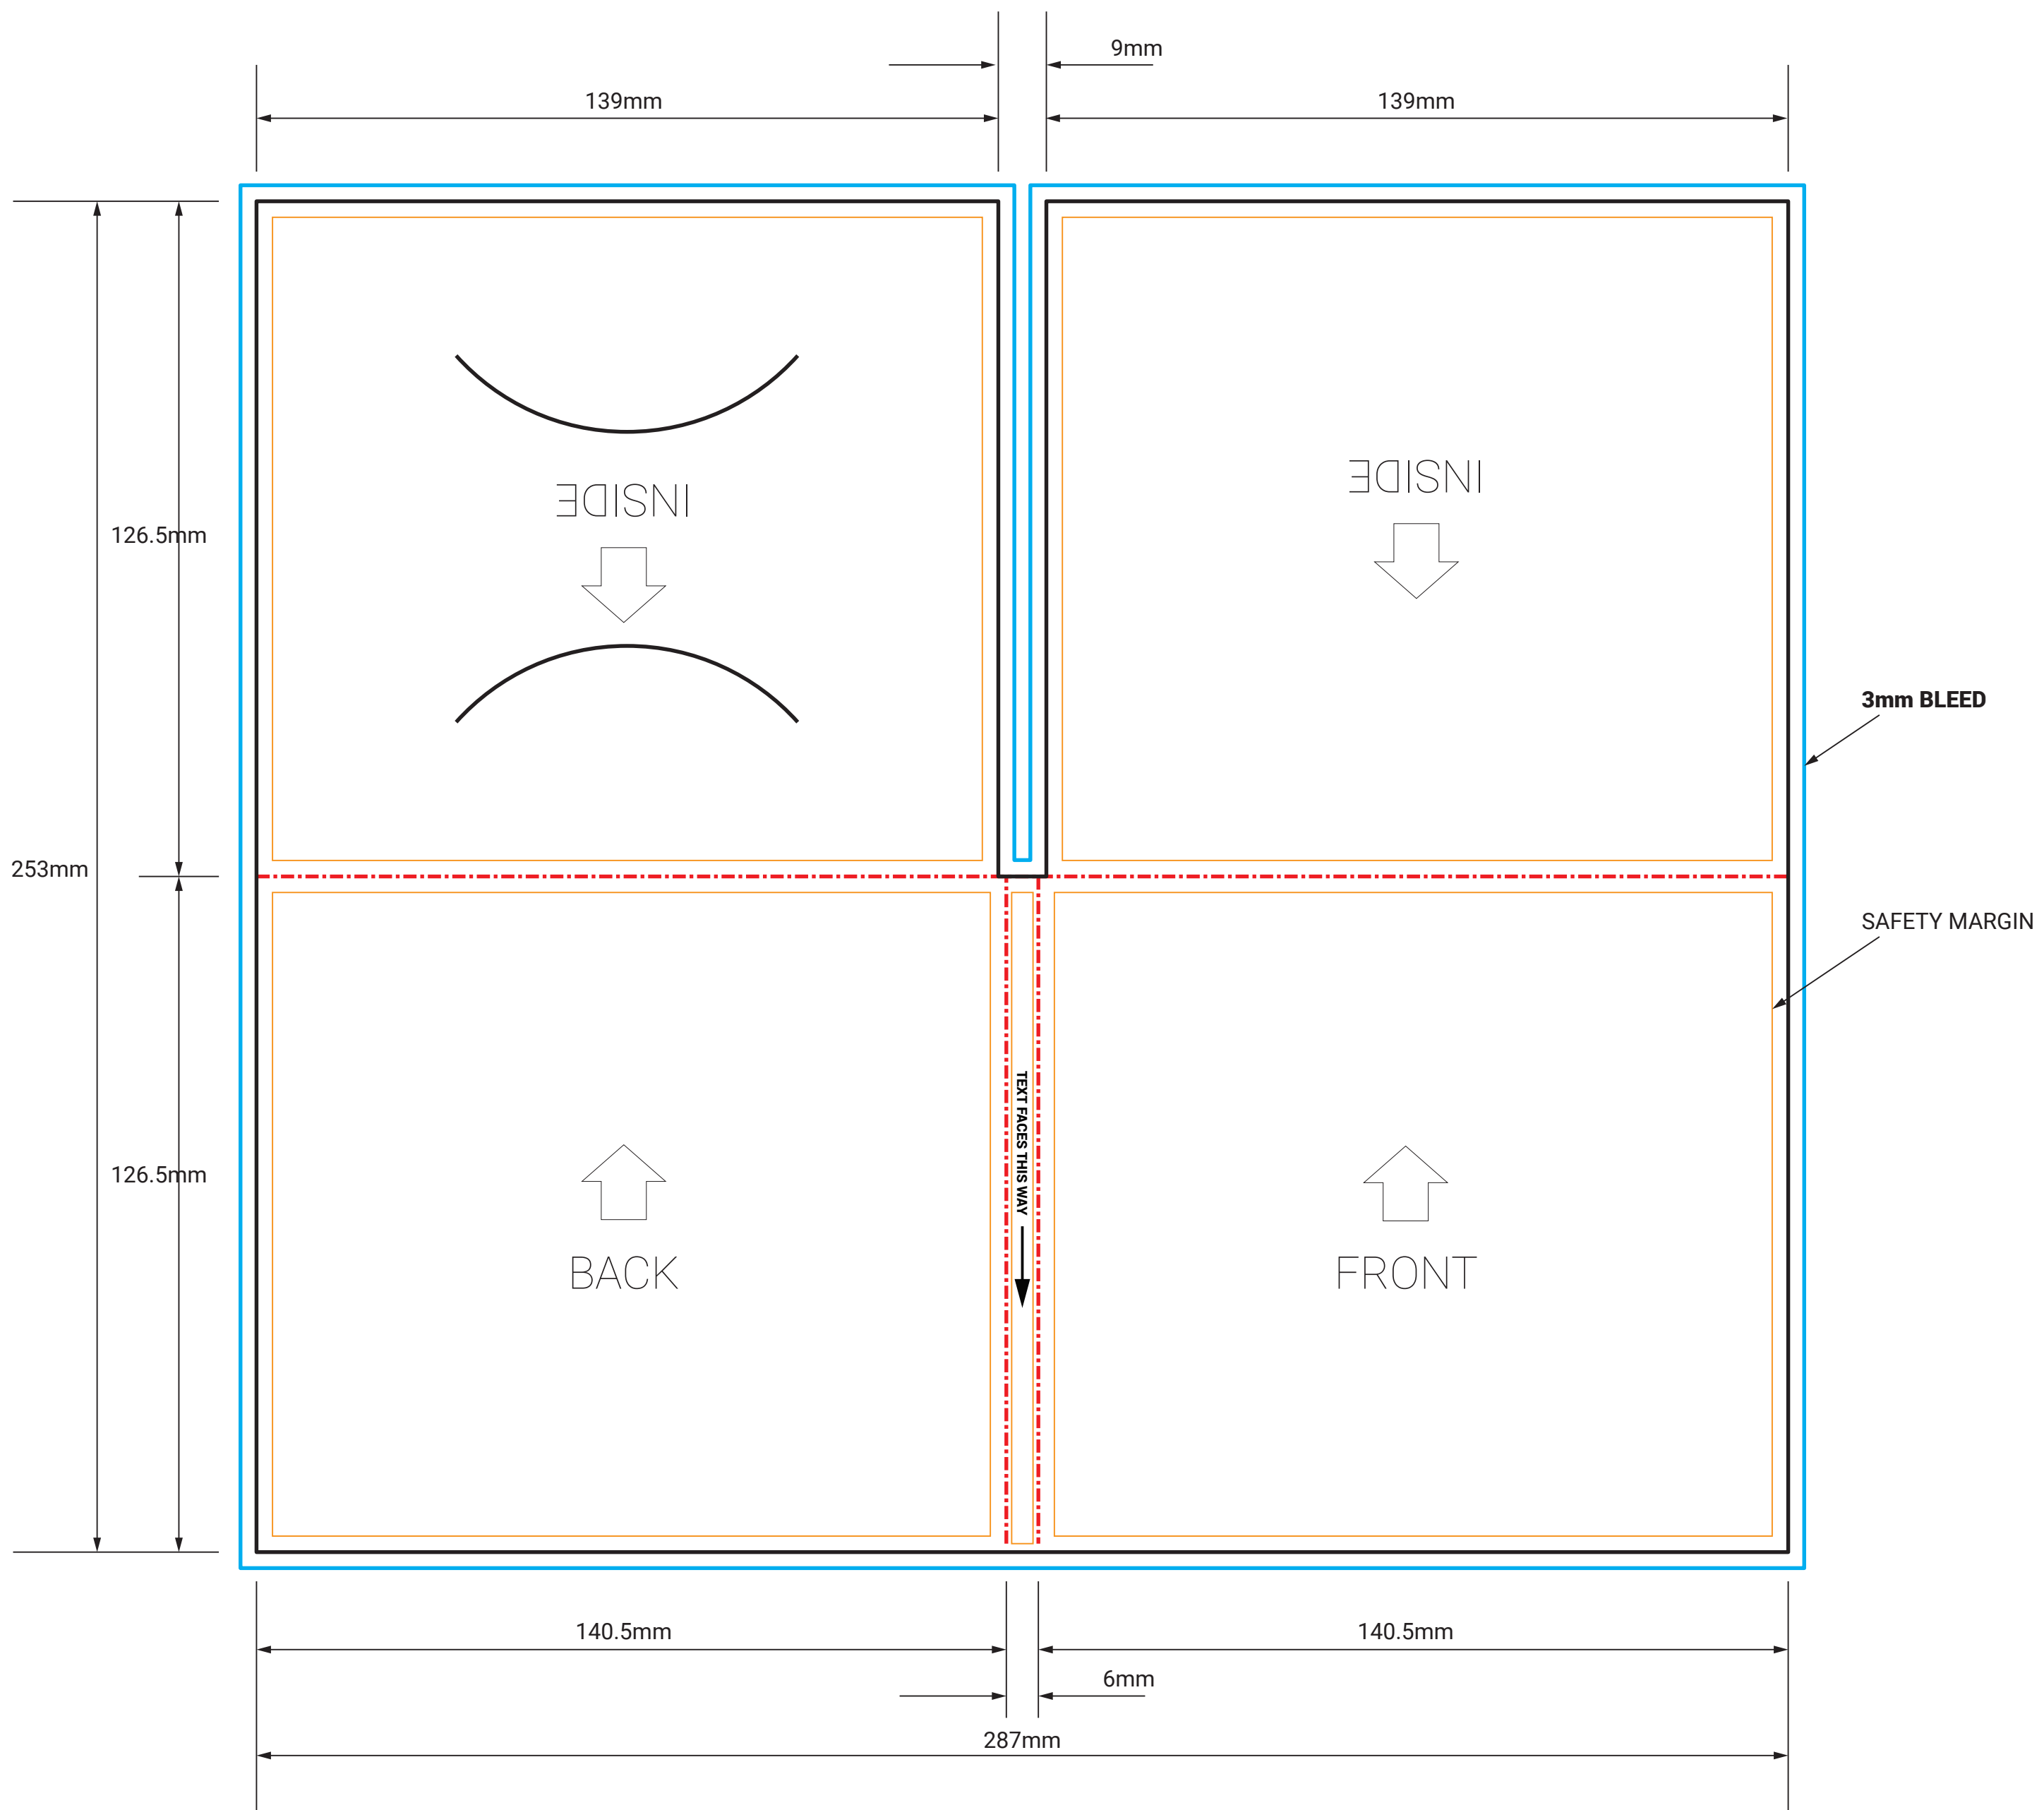 9mm
139mm
139mm
INSIDE
INSIDE
126.5mm
3mm BLEED
253mm
SAFETY MARGIN
TEXT FACES THIS WAY
126.5mm
BACK
FRONT
140.5mm
140.5mm
6mm
287mm